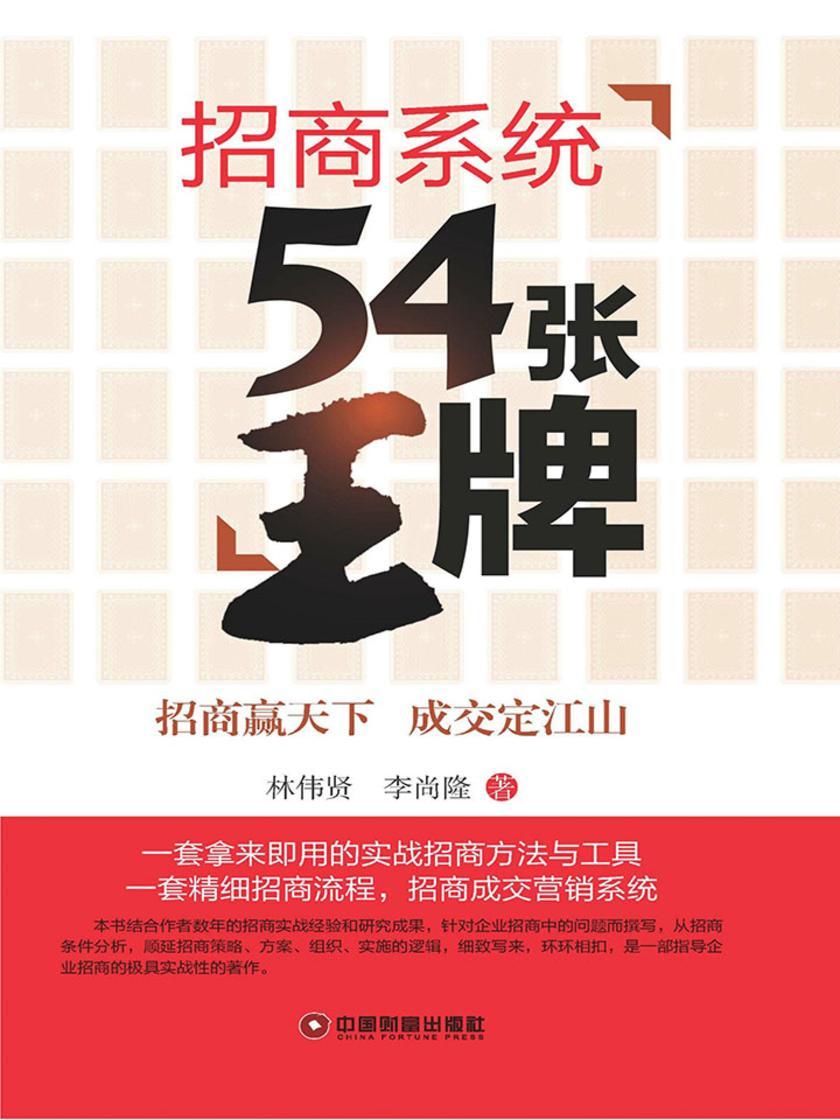 招商系统
54张
王牌
招商赢天下 成交定江山
林伟贤 李尚隆 著
一套拿来即用的实战招商方法与工具
一套精细招商流程，招商成交营销系统
本书结合作者数年的招商实战经验和研究成果，针对企业招商中的问题而撰写，从招商
条件分析，顺延招商策略、方案、组织、实施的逻辑，细致写来，环环相扣，是一部指导企
业招商的极具实战性的著作。
中国财富出版社
CHINA FORTUNE PRESS